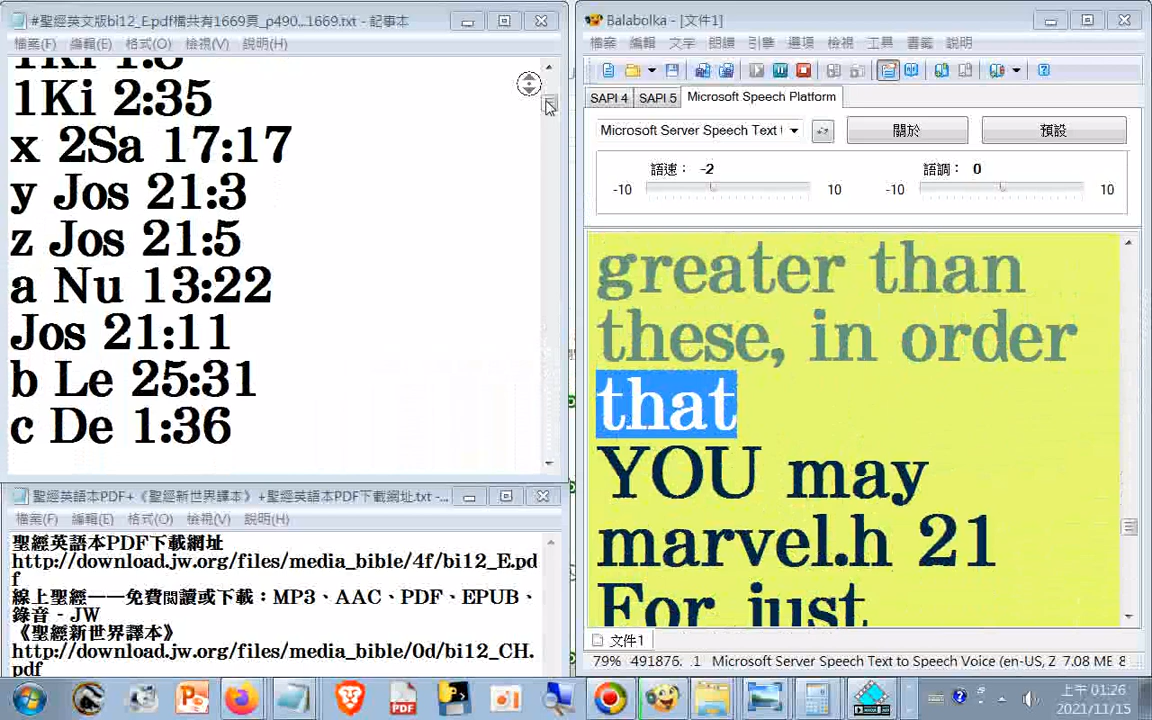 #聖經英文版bi12_E.pdf檔共有1669頁_p490...1669.txt - 記事本
檔案(F) 編輯(E) 格式(O) 檢視(V) 說明(H)
1Ki 2:35
x 2Sa 17:17
y Jos 21:3
z Jos 21:5
a Nu 13:22
Jos 21:11
b Le 25:31
c De 1:36
聖經英語本PDF+《聖經新世界譯本》+聖經英語本PDF下載網址.txt - ...
檔案(F) 編輯(E) 格式(O) 檢視(V) 說明(H)
聖經英語本PDF下載網址
http://download.jw.org/files/media_bible/4f/bi12_E.pd
f
線上聖經——免費閱讀或下載：MP3、AAC、PDF、EPUB、
錄音 - JW
《聖經新世界譯本》
http://download.jw.org/files/media_bible/0d/bi12_CH.
pdf
Balabolka - [文件1]
檔案 編輯 文字 朗讀 引擎 選項 檢視 工具 書籤 說明
SAPI 4 SAPI 5 Microsoft Speech Platform
Microsoft Server Speech Text 關於 預設
語速： -2 語調： 0
-10 10 -10 10
greater than
these, in order
that
YOU may
marvel.h 21
For just
文件1
79% 491876. .1 Microsoft Server Speech Text to Speech Voice (en-US, Z 7.08 MB 8
上午 01:26
2021/11/15